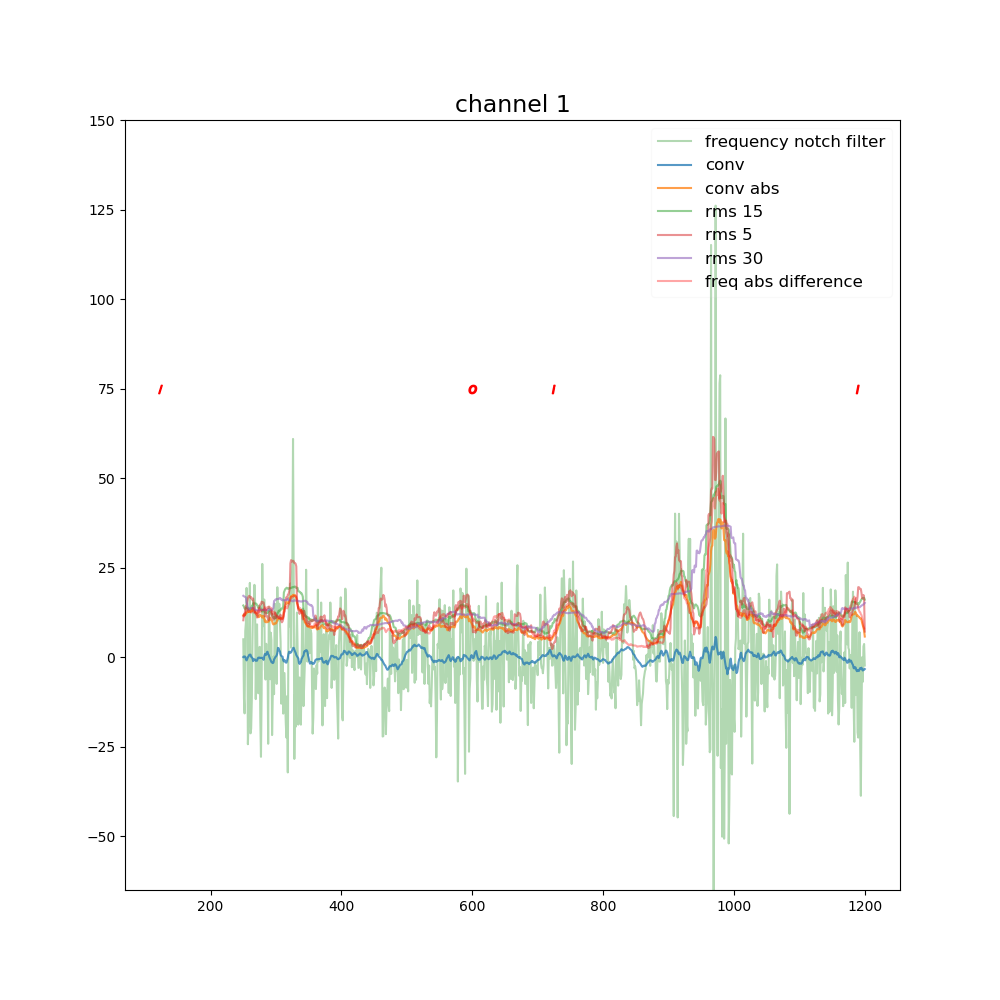 channel 1
150
125
100
75
50
25
0
−25
−50
frequency notch filter
conv
conv abs
rms 15
rms 5
rms 30
freq abs difference
I O I I
200 400 600 800 1000 1200